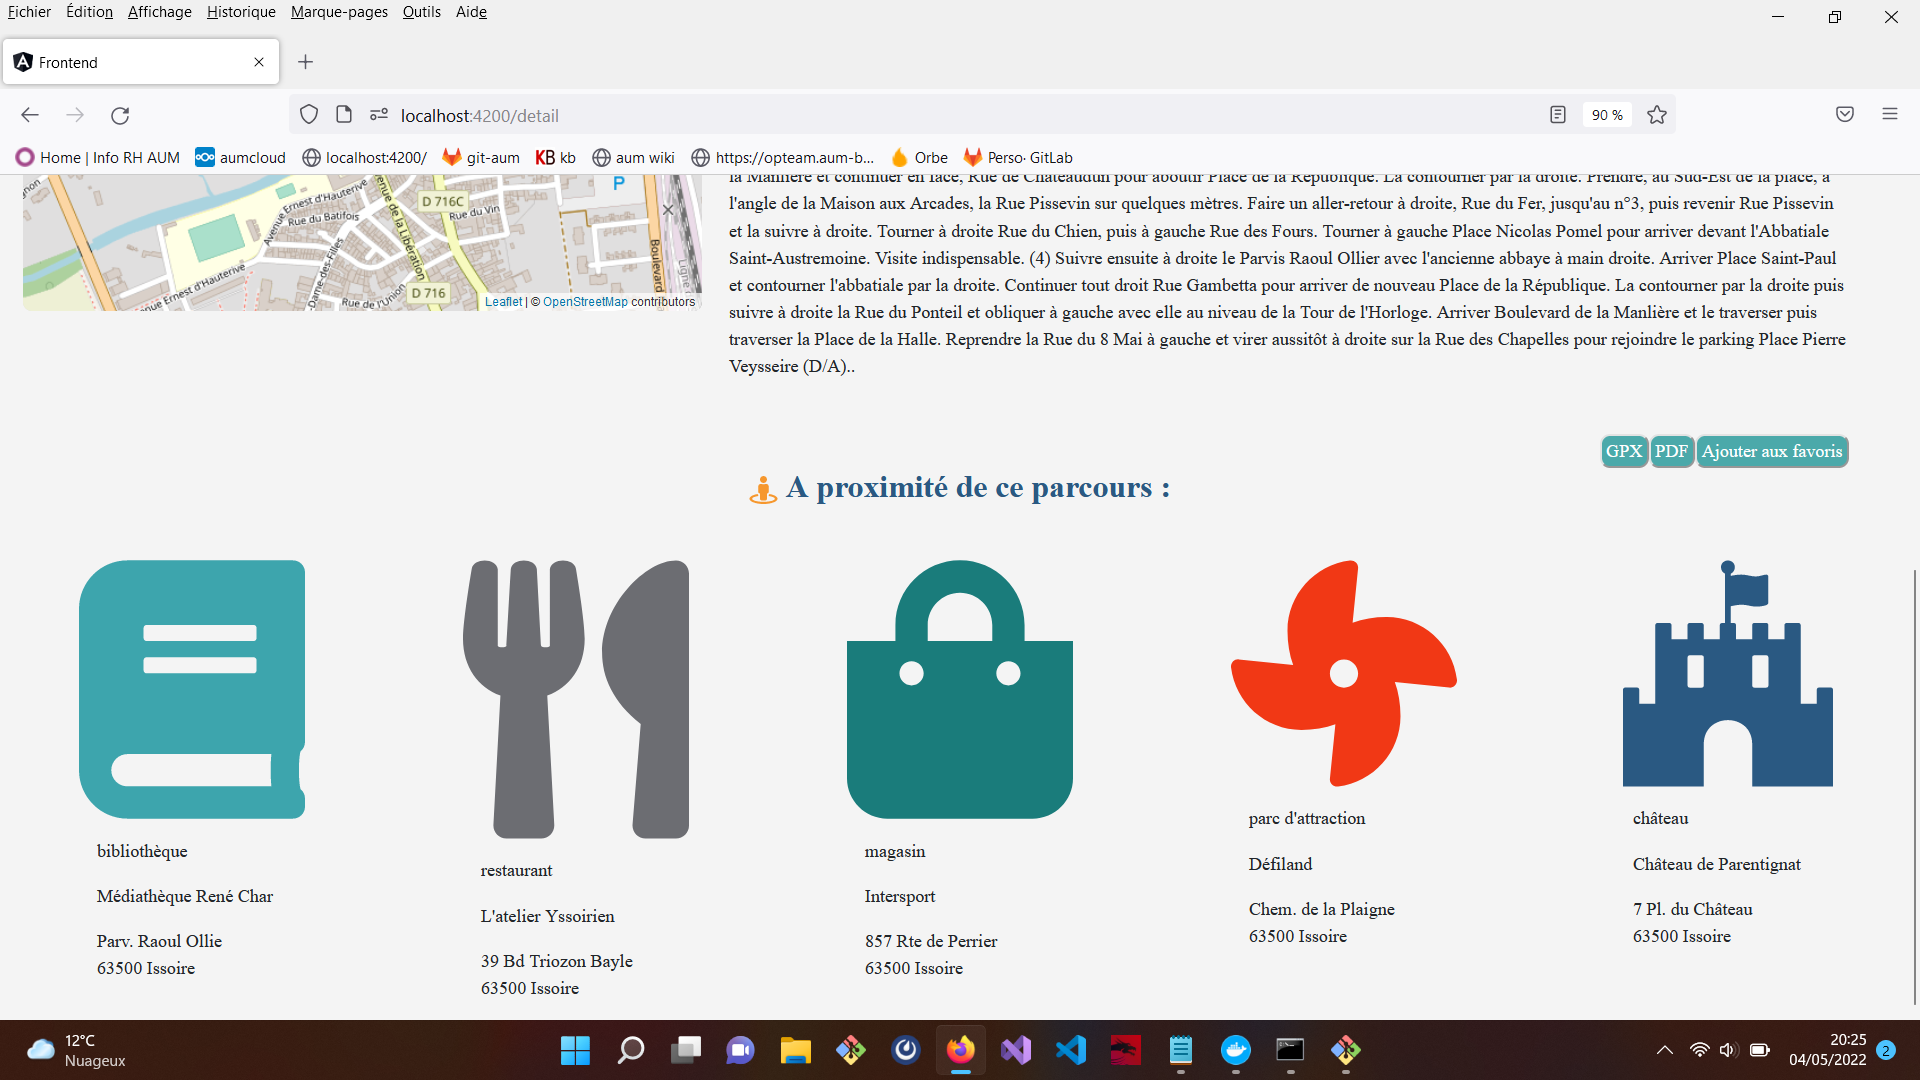 Fichier Édition Affichage Historique Marque-pages Outils Aide
Frontend
localhost:4200/detail
90 %
Home | Info RH AUM
aumcloud
localhost:4200/
git-aum
KB kb
aum wiki
https://opteam.aum-b...
Orbe
Perso· GitLab
P
D 716C
Avenue Ernest d'Hauterive
Rue du Batifois
Rue du Vin
Avenue de la Libération
Boulevard
Ligne
Dame-des-Filles
Avenue Ernest d'Hauterive
Rue de l'Union
D 716
Leaflet | © OpenStreetMap contributors
la Manlière et continuer en face, Rue de Châteaudun pour aboutir Place de la République. La contourner par la droite. Prendre, au Sud-Est de la place, à
l'angle de la Maison aux Arcades, la Rue Pissevin sur quelques mètres. Faire un aller-retour à droite, Rue du Fer, jusqu'au n°3, puis revenir Rue Pissevin
et la suivre à droite. Tourner à droite Rue du Chien, puis à gauche Rue des Fours. Tourner à gauche Place Nicolas Pomel pour arriver devant l'Abbatiale
Saint-Austremoine. Visite indispensable. (4) Suivre ensuite à droite le Parvis Raoul Ollier avec l'ancienne abbaye à main droite. Arriver Place Saint-Paul
et contourner l'abbatiale par la droite. Continuer tout droit Rue Gambetta pour arriver de nouveau Place de la République. La contourner par la droite puis
suivre à droite la Rue du Ponteil et obliquer à gauche avec elle au niveau de la Tour de l'Horloge. Arriver Boulevard de la Manlière et le traverser puis
traverser la Place de la Halle. Reprendre la Rue du 8 Mai à gauche et virer aussitôt à droite sur la Rue des Chapelles pour rejoindre le parking Place Pierre
Veysseire (D/A)..
GPX PDF Ajouter aux favoris
A proximité de ce parcours :
bibliothèque
Médiathèque René Char
Parv. Raoul Ollie
63500 Issoire
restaurant
L'atelier Yssoirien
39 Bd Triozon Bayle
63500 Issoire
magasin
Intersport
857 Rte de Perrier
63500 Issoire
parc d'attraction
Défiland
Chem. de la Plaigne
63500 Issoire
château
Château de Parentignat
7 Pl. du Château
63500 Issoire
12°C
Nuageux
20:25
04/05/2022
2